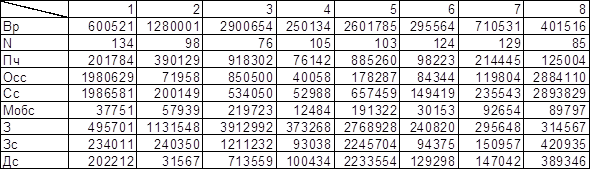 1 2 3 4 5 6 7 8
Вр 600521 1280001 2900654 250134 2601785 295564 710531 401516
N 134 98 76 105 103 124 129 85
Пч 201784 390129 918302 76142 885260 98223 214445 125004
Осс 1980629 71958 850500 40058 178287 84344 119804 2884110
Сс 1986581 200149 534050 52988 657459 149419 235543 2893829
Мобс 37751 57939 219723 12484 191322 30153 92654 89797
З 495701 1131548 3912992 373268 2768928 240820 295648 314567
Зс 234011 240350 1211232 93038 2245704 94375 150957 420935
Дс 202212 31567 713559 100434 2233554 129298 147042 389346